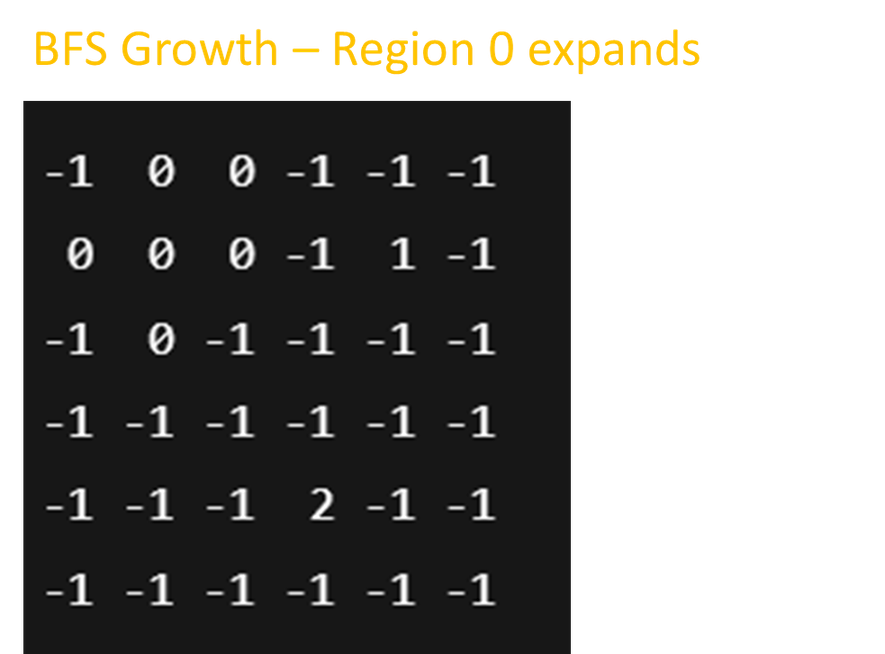 BFS Growth – Region 0 expands
-1 0 0 -1 -1 -1
0 0 0 -1 1 -1
-1 0 -1 -1 -1 -1
-1 -1 -1 -1 -1 -1
-1 -1 -1 2 -1 -1
-1 -1 -1 -1 -1 -1